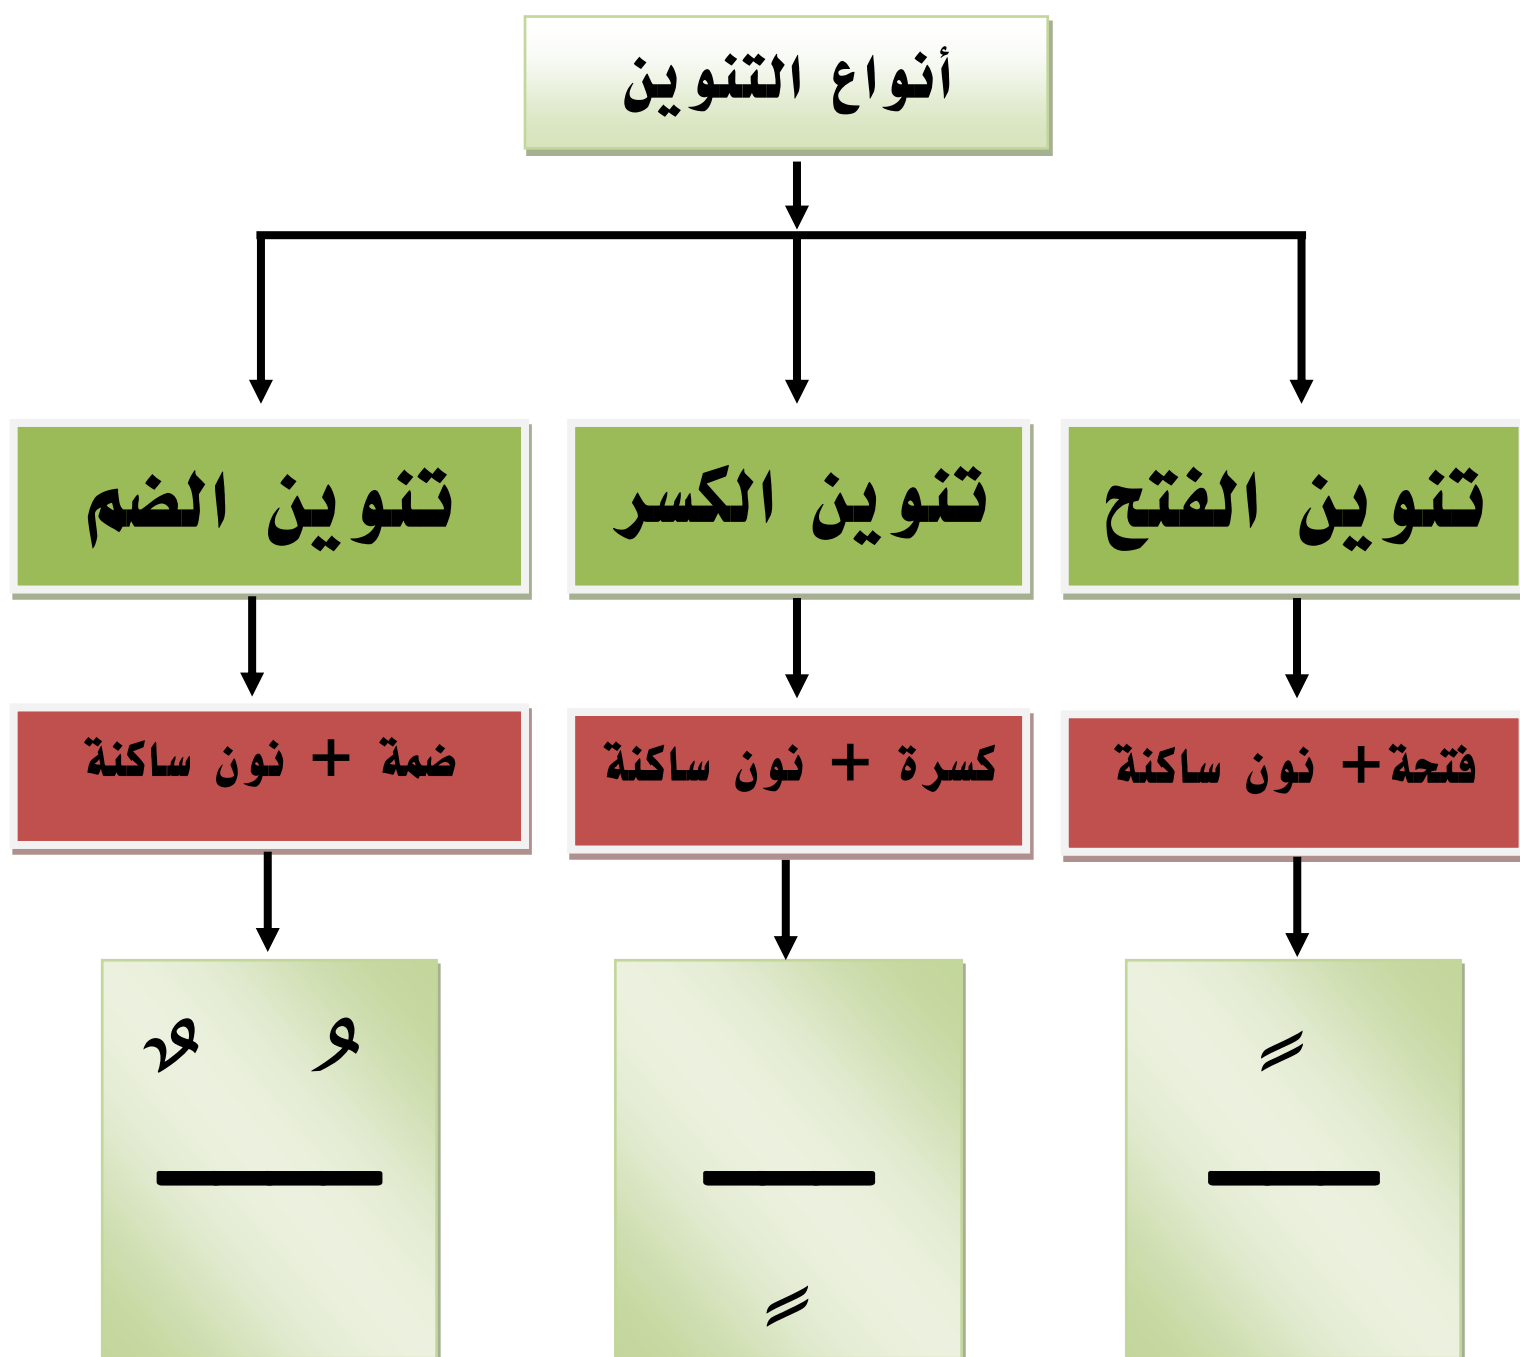 أنواع التنوين
تنوين الفتح
تنوين الكسر
تنوين الضم
فتحة+ نون ساكنة
كسرة + نون ساكنة
ضمة + نون ساكنة
ـًـ
ـٍـ
ـُـٌـ